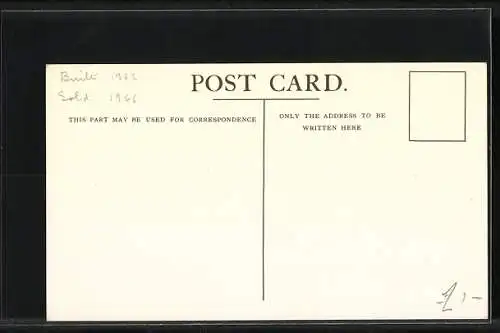 Built 1962
Sold 1966
POST CARD.
THIS PART MAY BE USED FOR CORRESPONDENCE
ONLY THE ADDRESS TO BE
WRITTEN HERE